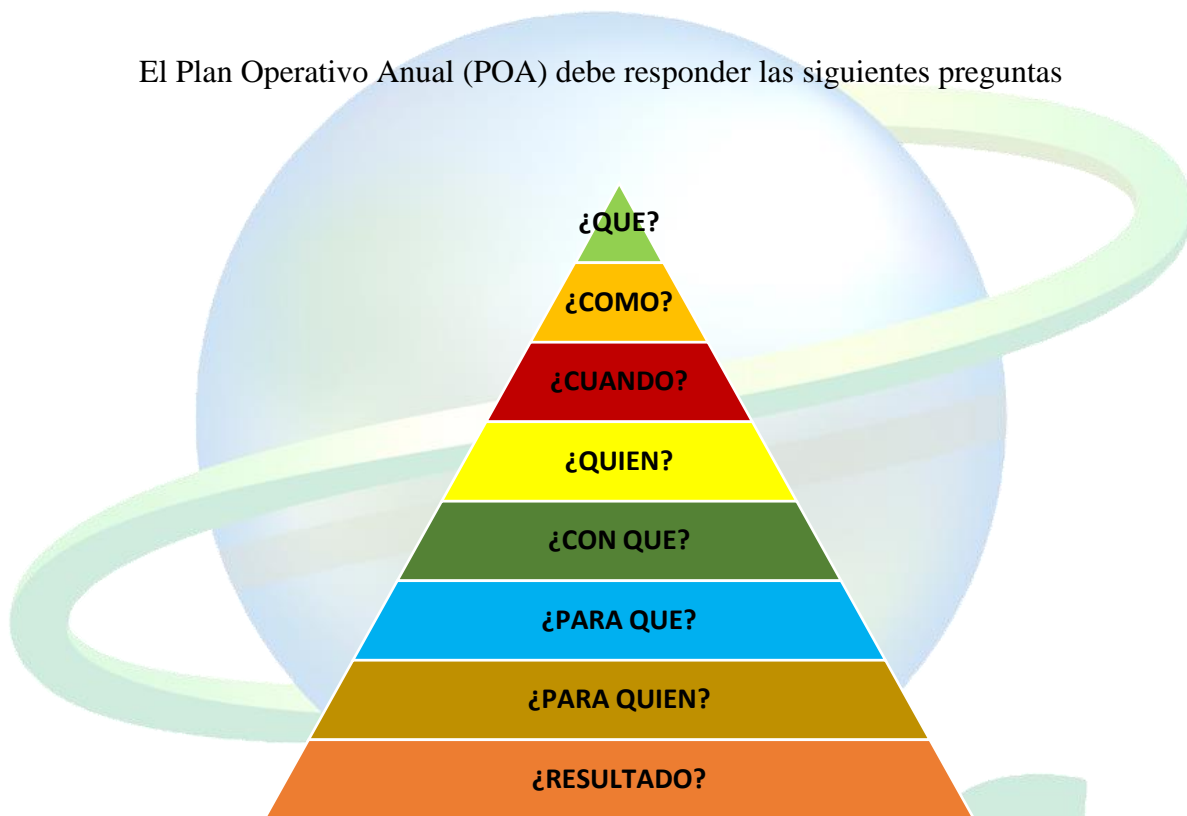 El Plan Operativo Anual (POA) debe responder las siguientes preguntas
¿QUE?
¿COMO?
¿CUANDO?
¿QUIEN?
¿CON QUE?
¿PARA QUE?
¿PARA QUIEN?
¿RESULTADO?